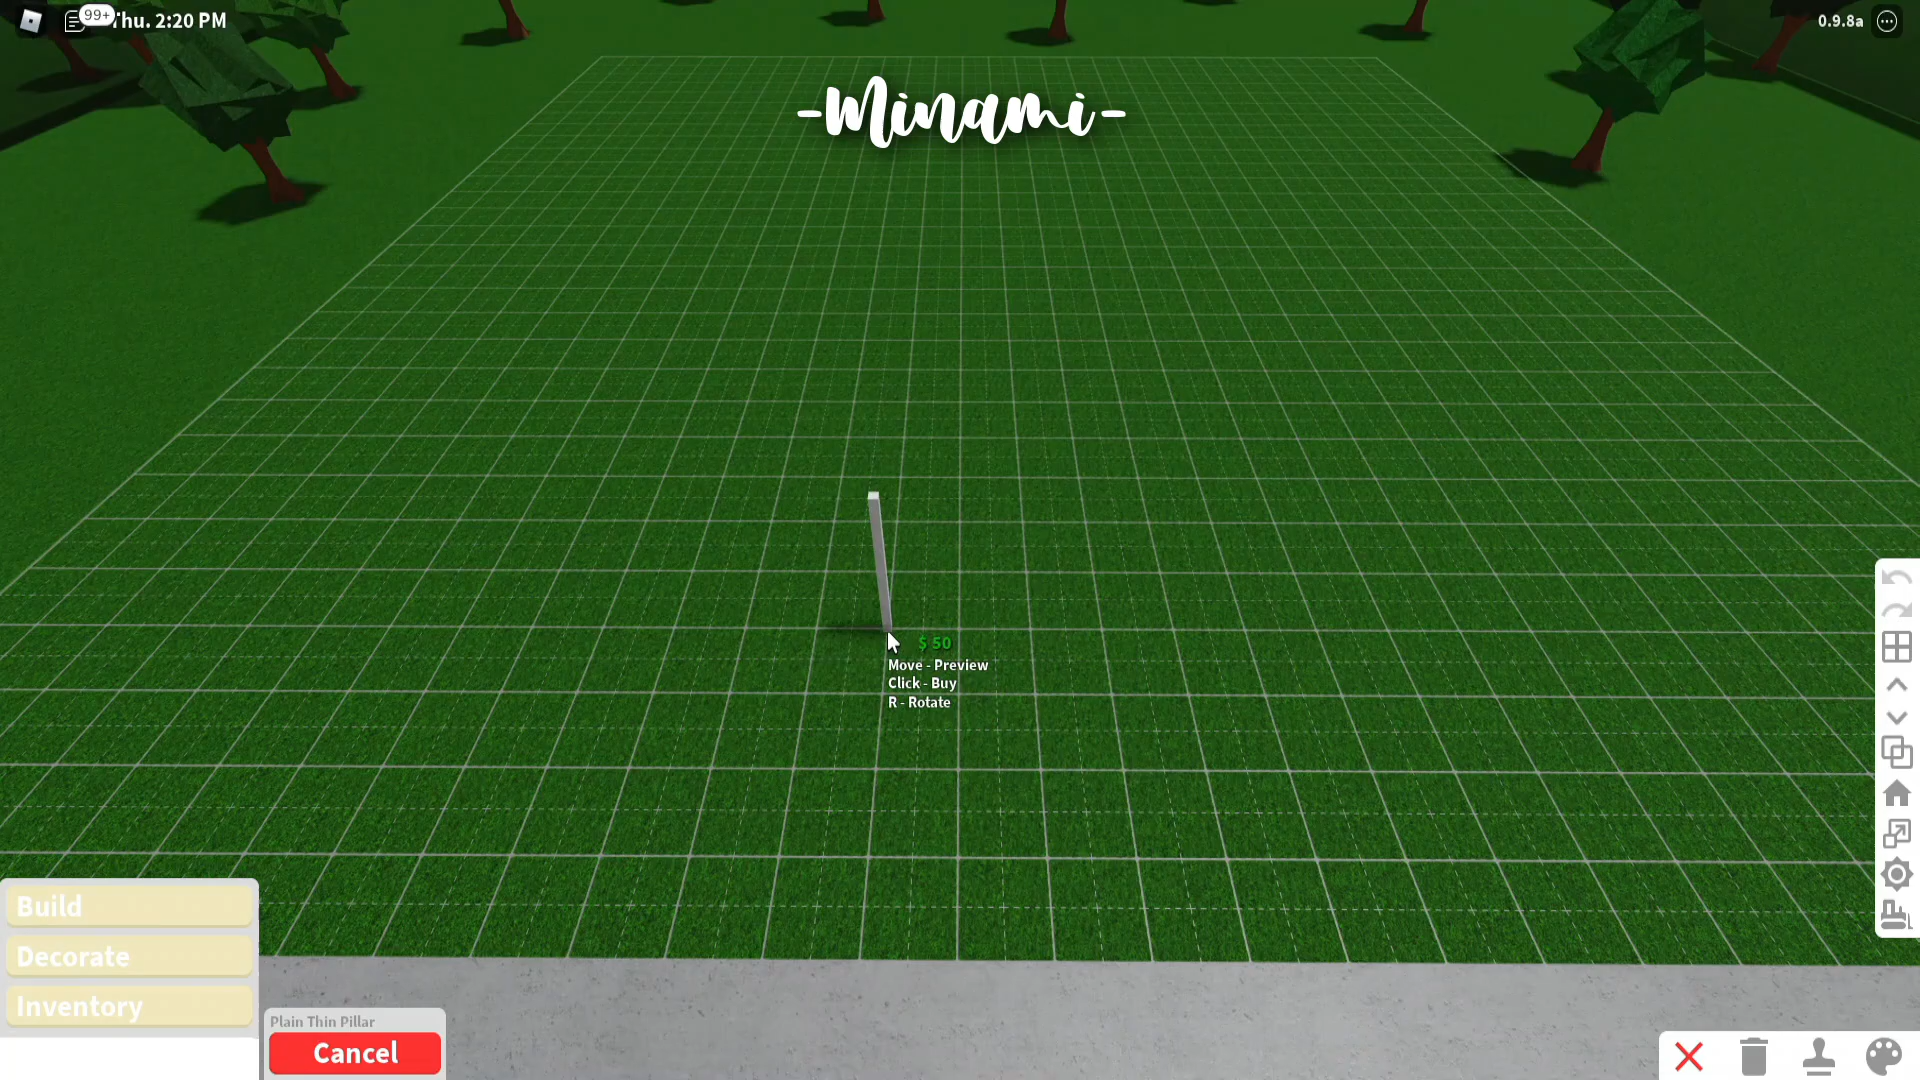 99+
Thu. 2:20 PM
0.9.8a
-Minami-
$ 50
Move - Preview
Click - Buy
R - Rotate
Build
Decorate
Inventory
Plain Thin Pillar
Cancel